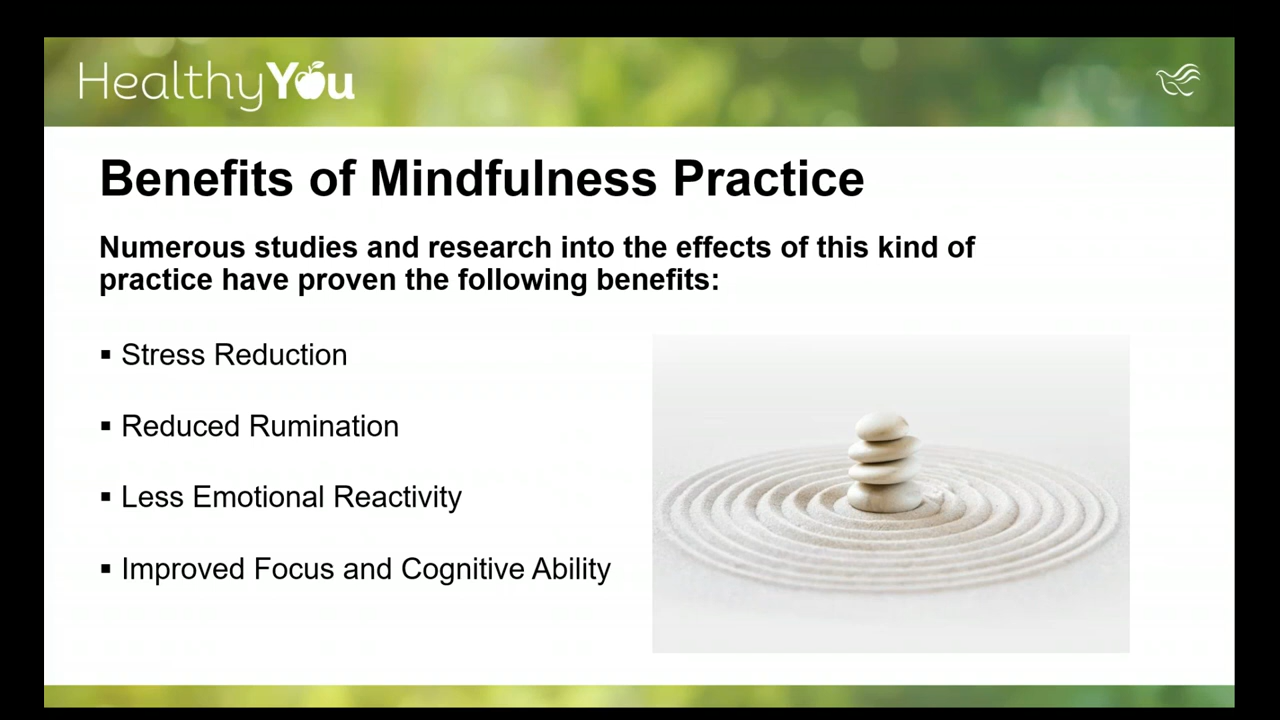 HealthyYou
Benefits of Mindfulness Practice
Numerous studies and research into the effects of this kind of
practice have proven the following benefits:
▪ Stress Reduction
▪ Reduced Rumination
▪ Less Emotional Reactivity
▪ Improved Focus and Cognitive Ability